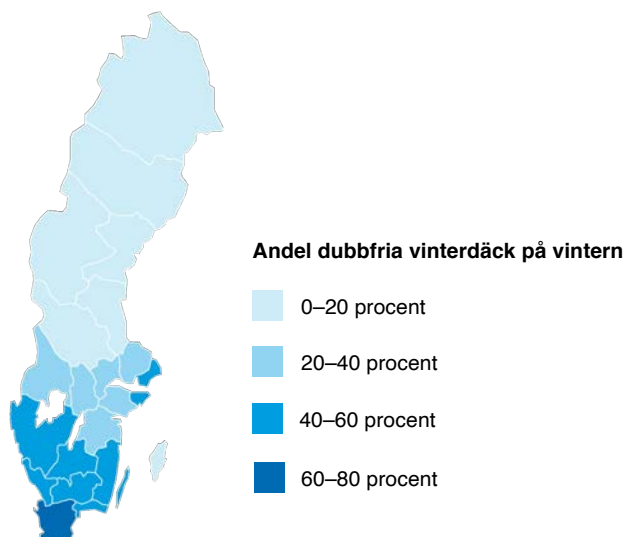 Andel dubbfria vinterdäck på vintern
0–20 procent
20–40 procent
40–60 procent
60–80 procent